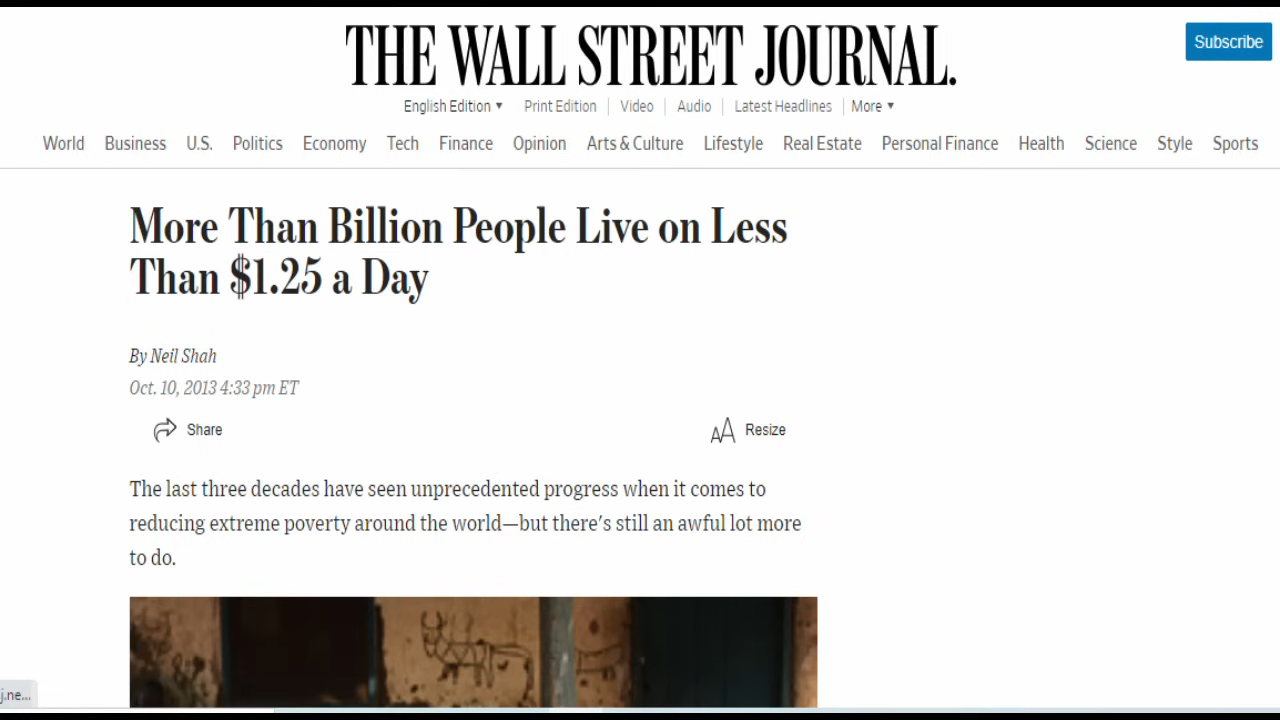 THE WALL STREET JOURNAL.
Subscribe
English Edition Print Edition Video Audio Latest Headlines More
World Business U.S. Politics Economy Tech Finance Opinion Arts & Culture Lifestyle Real Estate Personal Finance Health Science Style Sports
More Than Billion People Live on Less
Than $1.25 a Day
By Neil Shah
Oct. 10, 2013 4:33 pm ET
Share Resize
The last three decades have seen unprecedented progress when it comes to
reducing extreme poverty around the world—but there's still an awful lot more
to do.
j.ne...